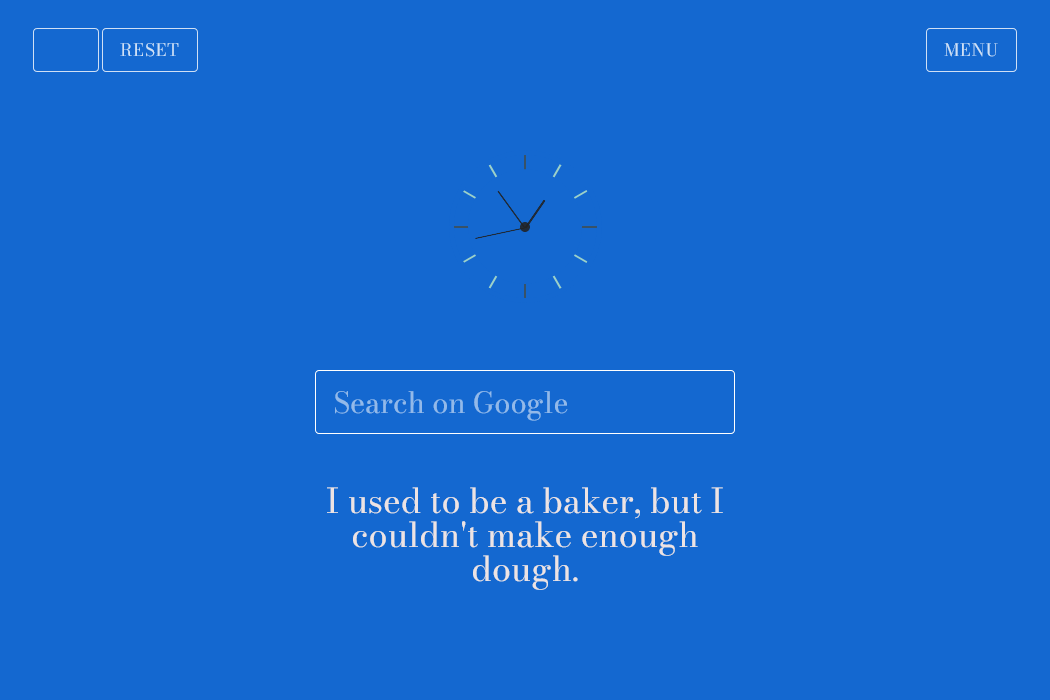 RESET
MENU
Search on Google
I used to be a baker, but I
couldn't make enough
dough.